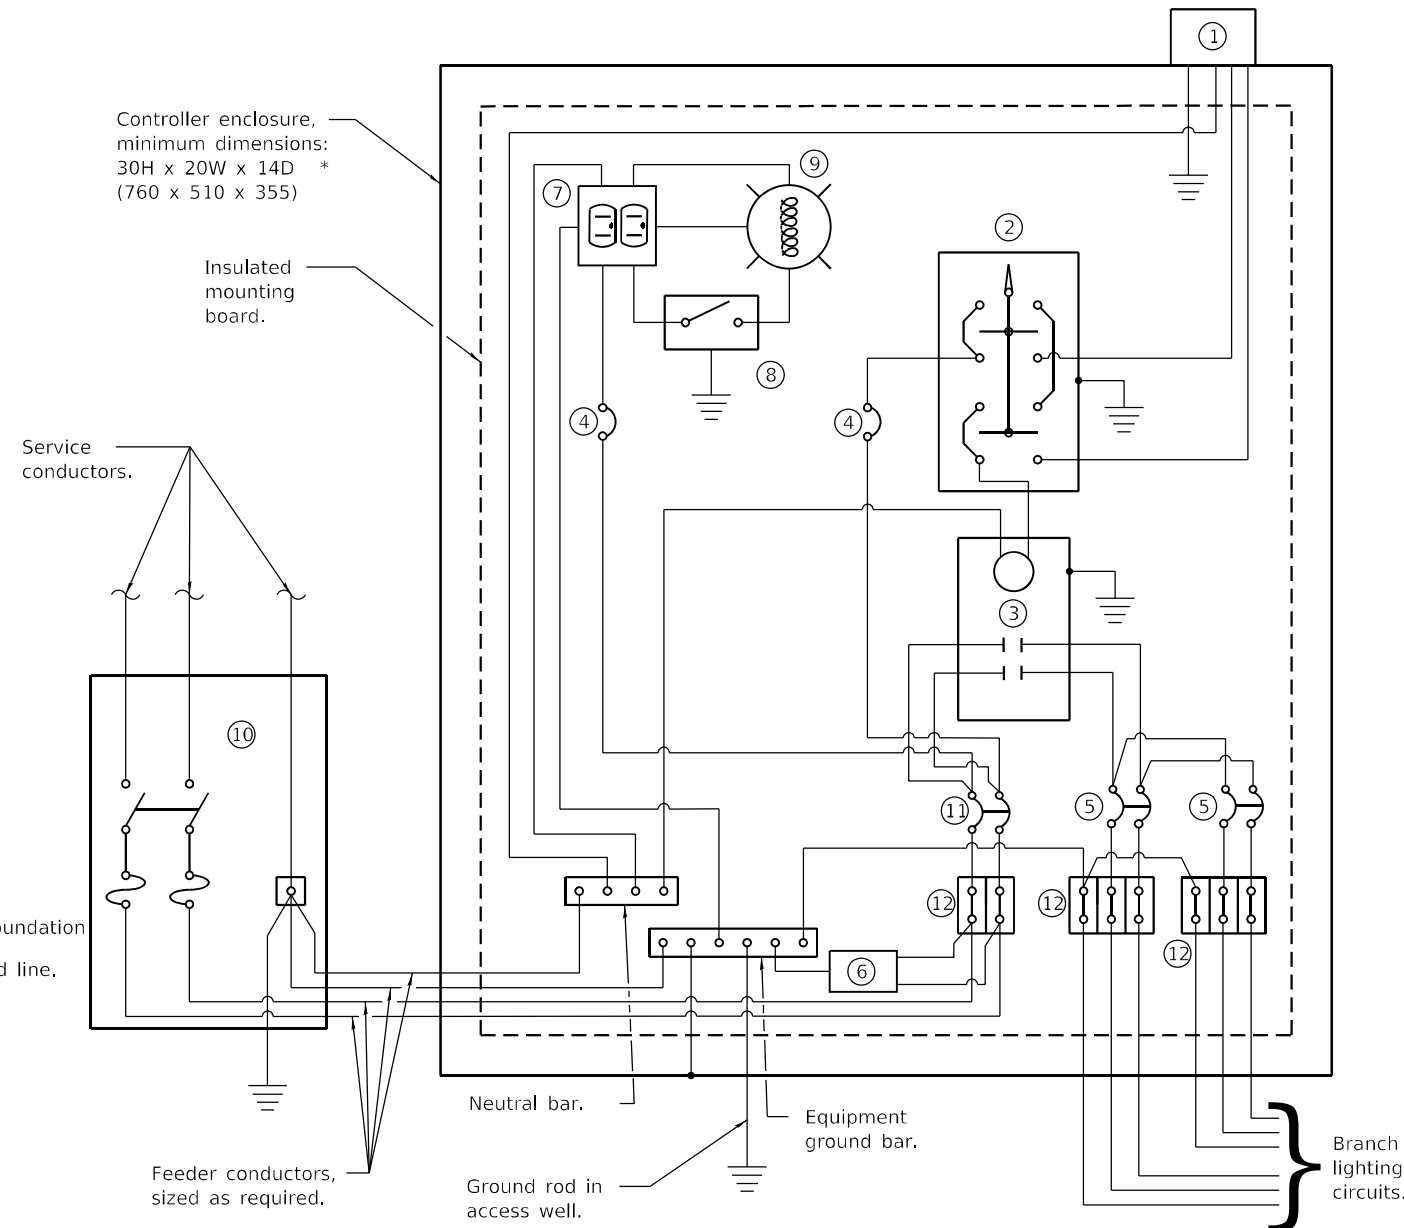 1
Controller enclosure,
minimum dimensions:
30H x 20W x 14D *
(760 x 510 x 355)
9
7
2
Insulated
mounting
board.
8
4
4
Service
conductors.
3
10
11
5
5
12
12
12
6
d line.
Neutral bar.
Equipment
ground bar.
Feeder conductors,
sized as required.
Ground rod in
access well.
Branch
lighting
circuits.